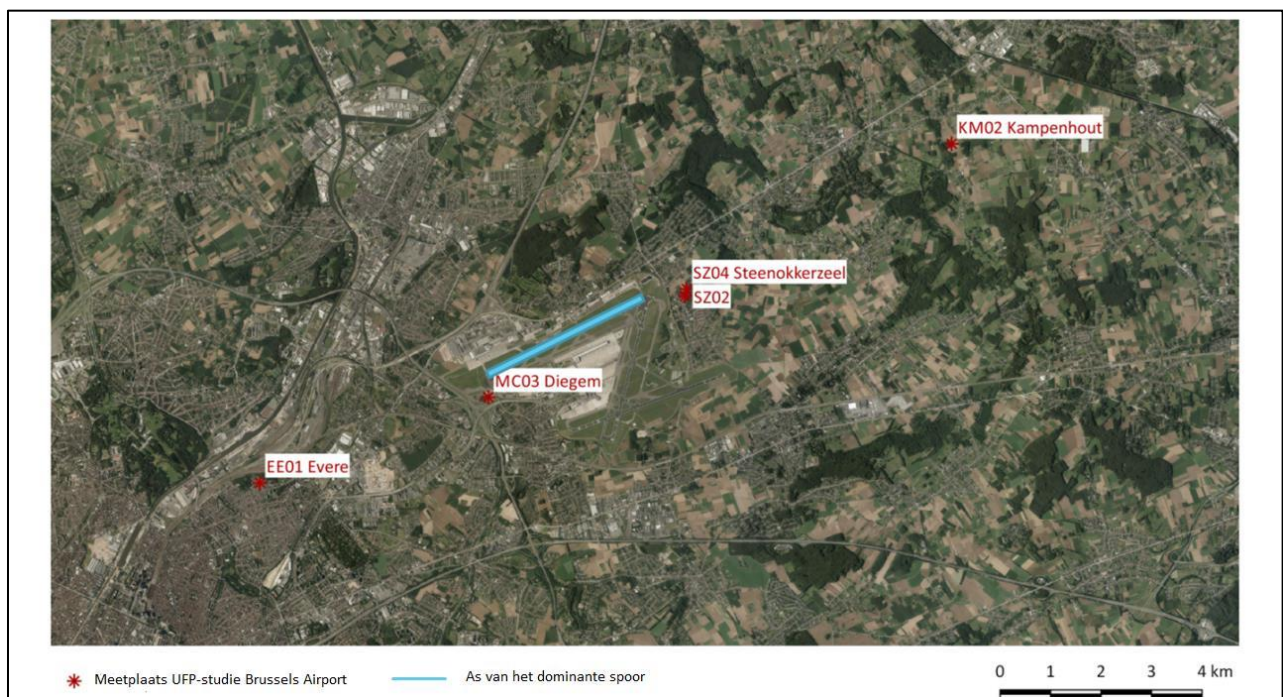 KM02 Kampenhout
SZ04 Steenokkerzeel
SZ02
MC03 Diegem
EE01 Evere
Meetplaats UFP-studie Brussels Airport
As van het dominante spoor
0 1 2 3 4 km